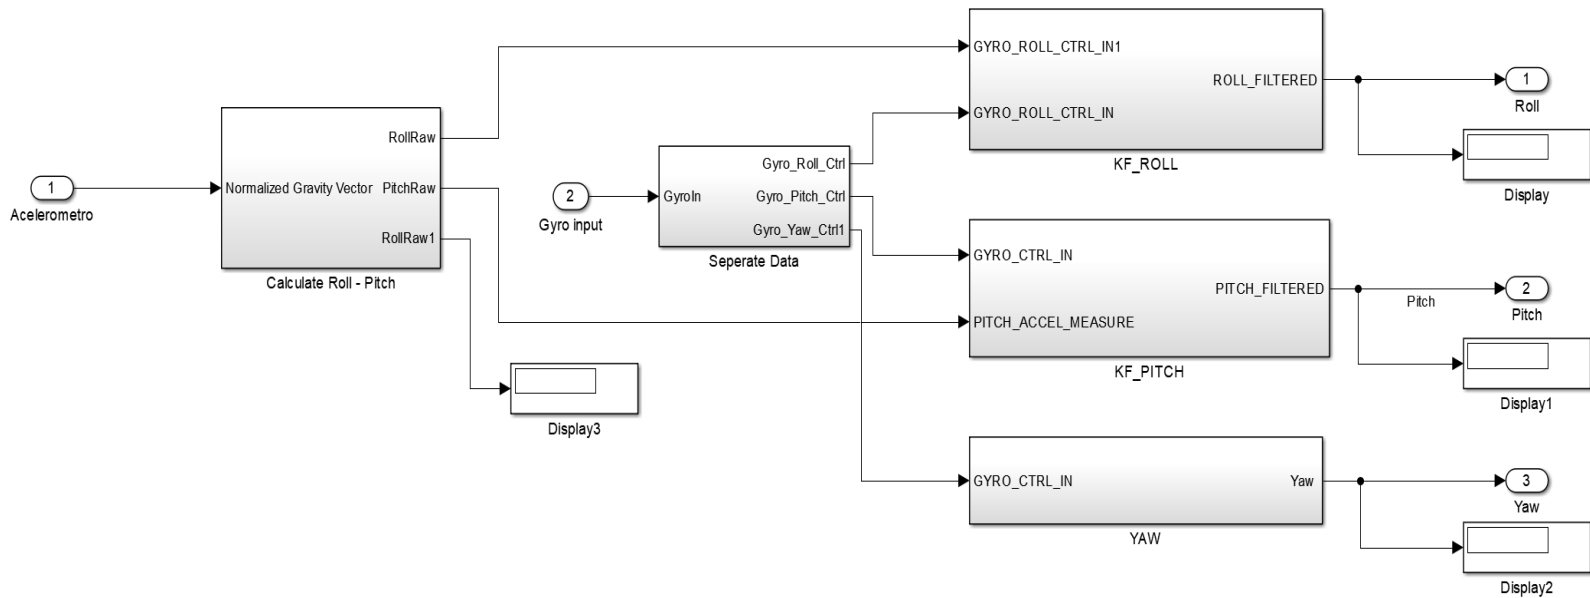 1
Acelerometro
Normalized Gravity Vector
RollRaw
PitchRaw
RollRaw1
Calculate Roll - Pitch
Display3
2
Gyro input
GyroIn
Gyro_Roll_Ctrl
Gyro_Pitch_Ctrl
Gyro_Yaw_Ctrl1
Seperate Data
GYRO_ROLL_CTRL_IN1
GYRO_ROLL_CTRL_IN
ROLL_FILTERED
KF_ROLL
1
Roll
Display
GYRO_CTRL_IN
PITCH_ACCEL_MEASURE
PITCH_FILTERED
KF_PITCH
Pitch
2
Pitch
Display1
GYRO_CTRL_IN
Yaw
YAW
3
Yaw
Display2